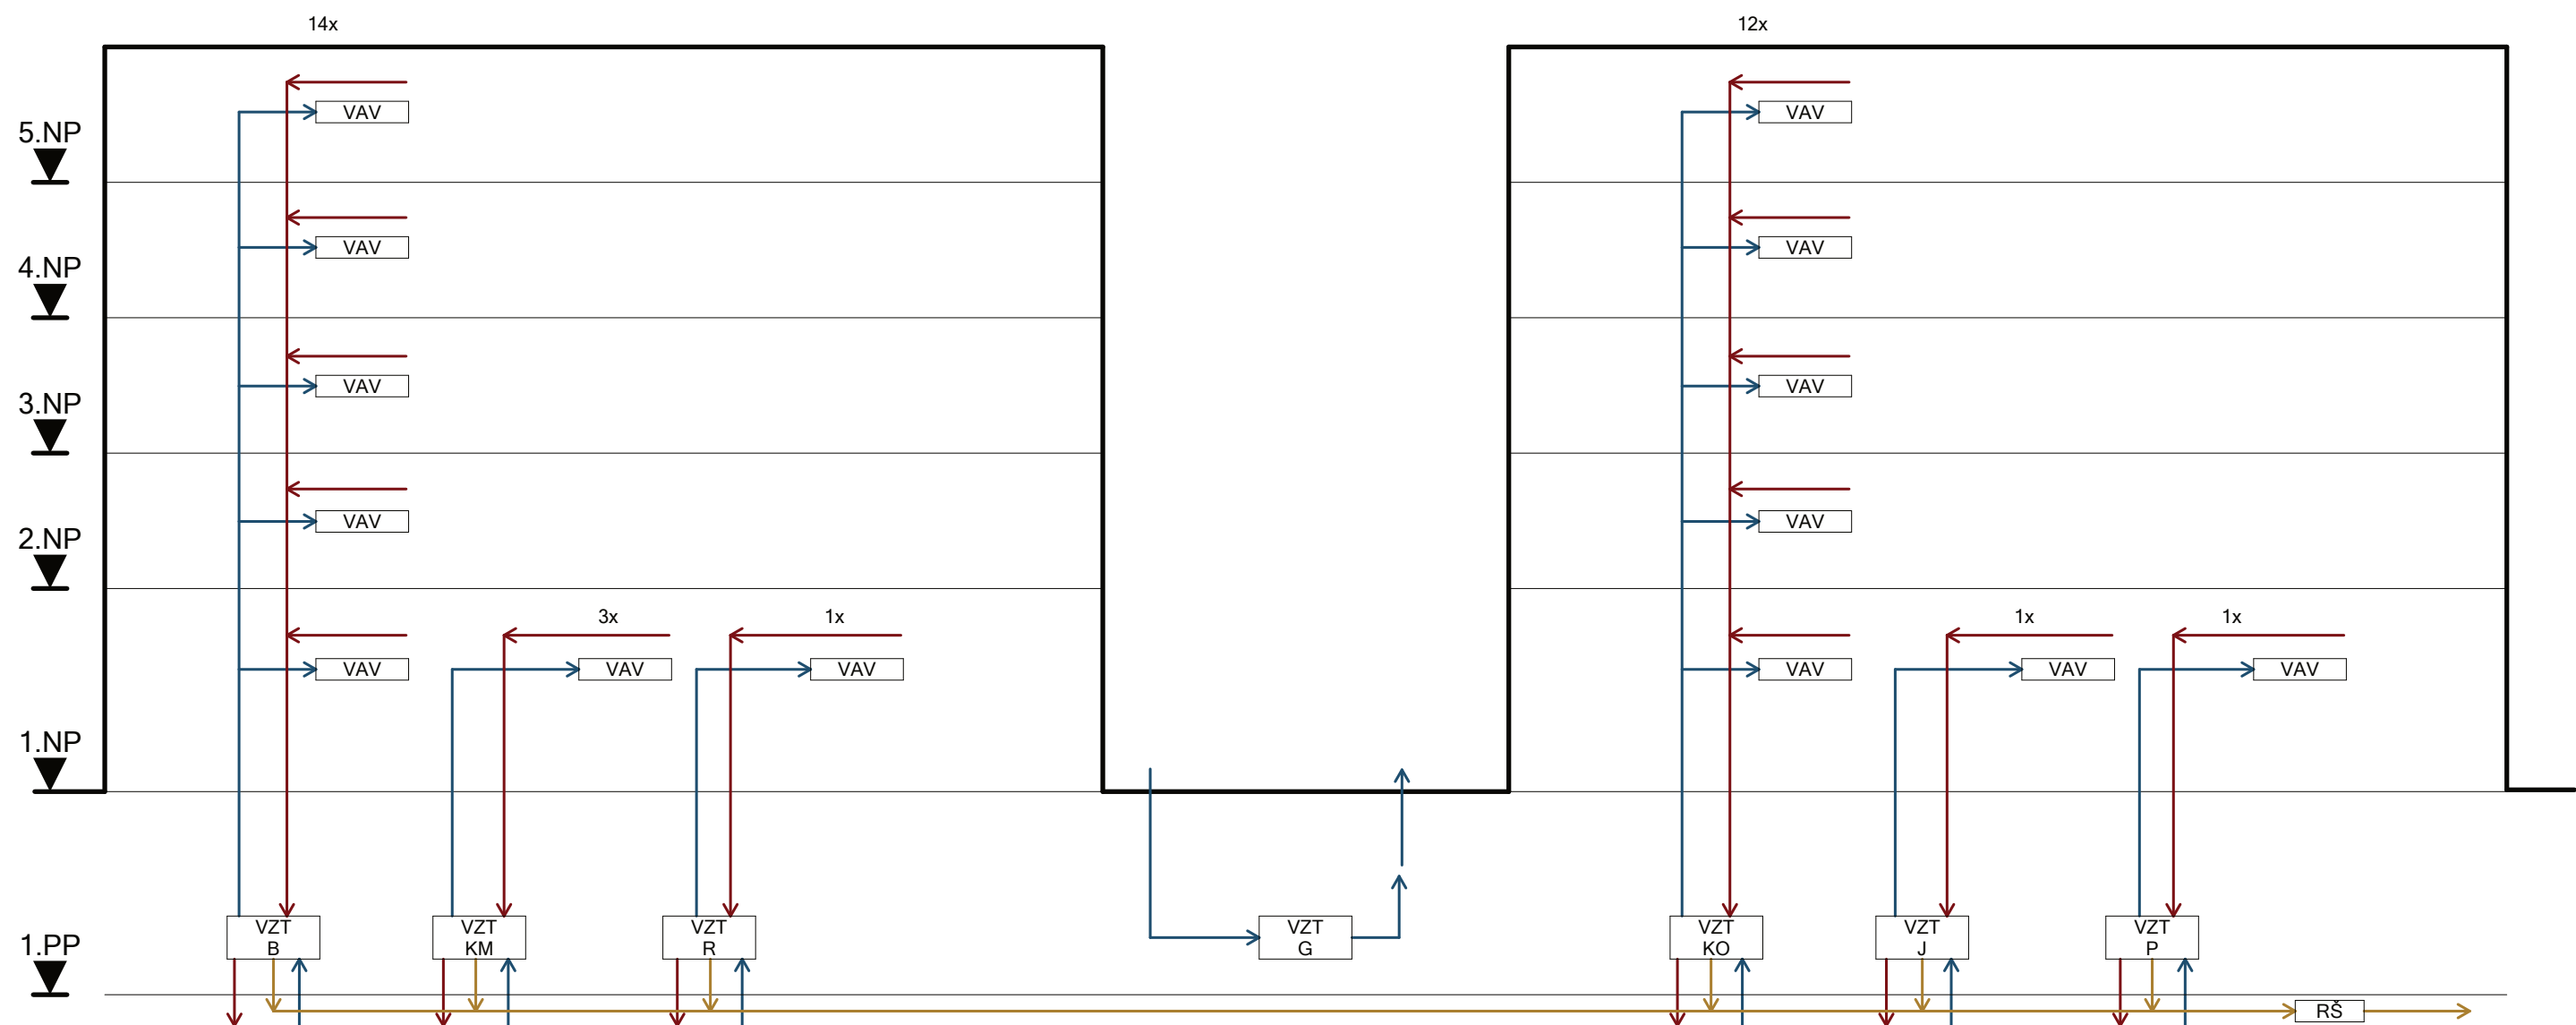 14x
12x
5.NP
VAV
VAV
4.NP
VAV
VAV
3.NP
VAV
VAV
2.NP
VAV
VAV
3x
1x
1x
1x
VAV
VAV
VAV
VAV
VAV
VAV
1.NP
1.PP
VZT
B
VZT
KM
VZT
R
VZT
G
VZT
KO
VZT
J
VZT
P
RŠ